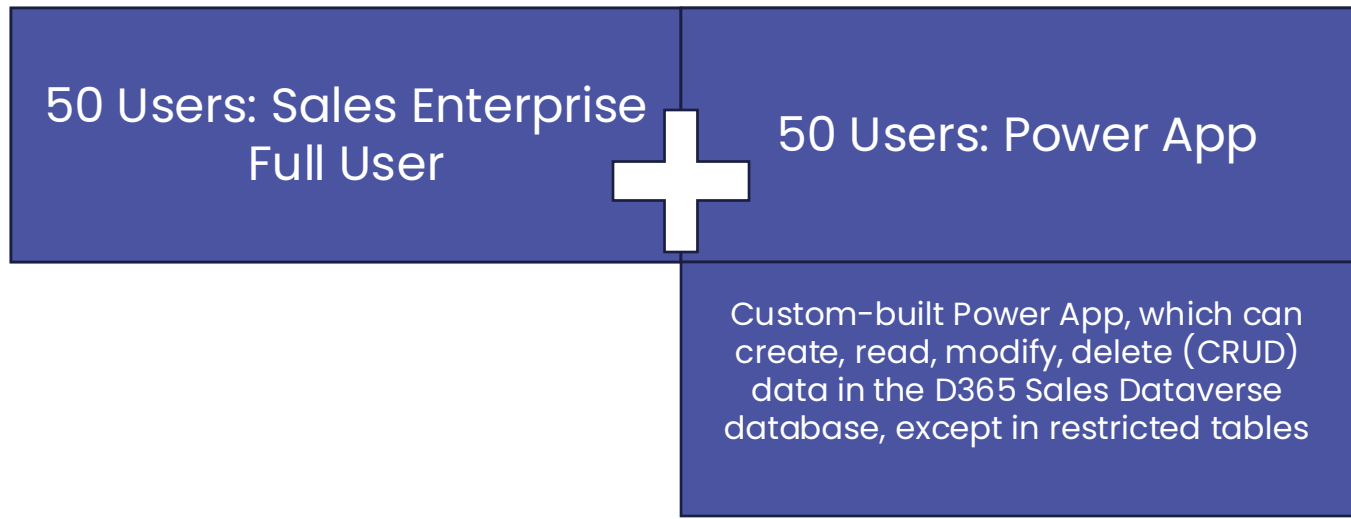 50 Users: Sales Enterprise
Full User
50 Users: Power App
Custom-built Power App, which can
create, read, modify, delete (CRUD)
data in the D365 Sales Dataverse
database, except in restricted tables